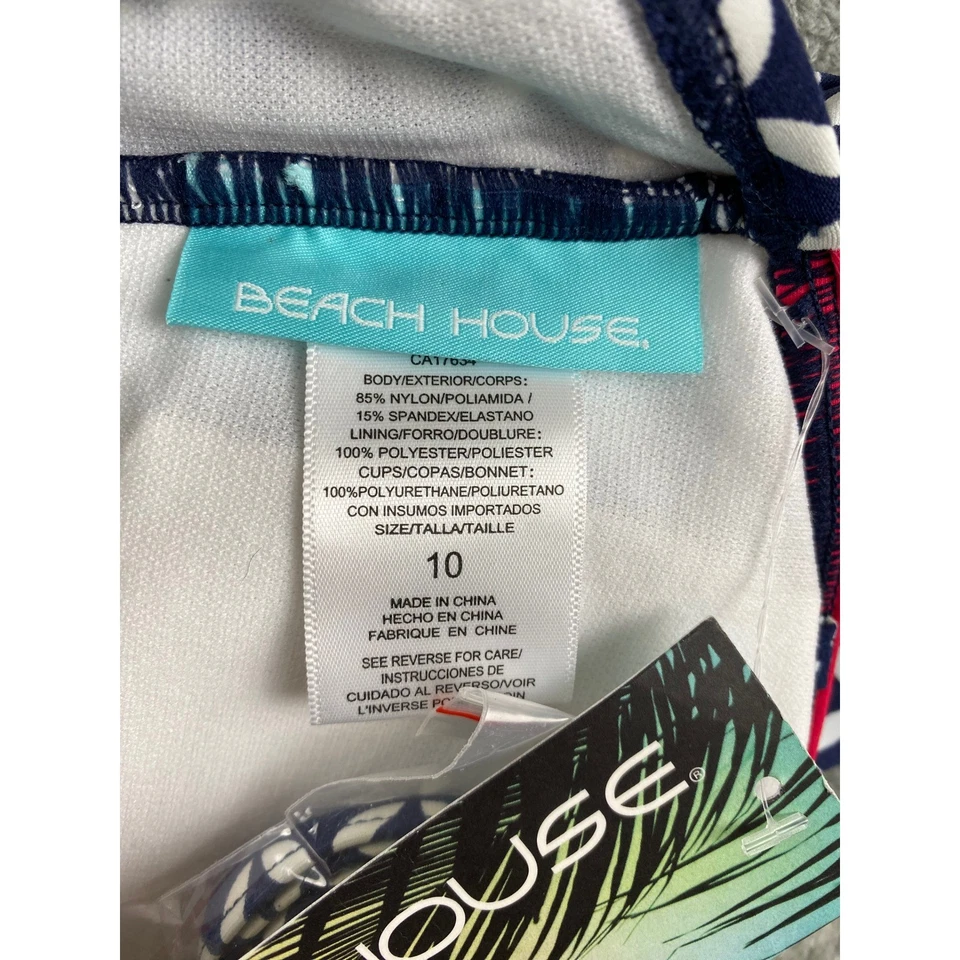 BEACH HOUSE.
CA17634
BODY/EXTERIOR/CORPS:
85% NYLON/POLIAMIDA /
15% SPANDEX/ELASTANO
LINING/FORRO/DOUBLURE:
100% POLYESTER/POLIESTER
CUPS/COPAS/BONNET:
100%POLYURETHANE/POLIURETANO
CON INSUMOS IMPORTADOS
SIZE/TALLA/TAILLE
10
MADE IN CHINA
HECHO EN CHINA
FABRIQUE EN CHINE
SEE REVERSE FOR CARE/
INSTRUCCIONES DE
CUIDADO AL REVERSO/VOIR
L'INVERSE
HOUSE®